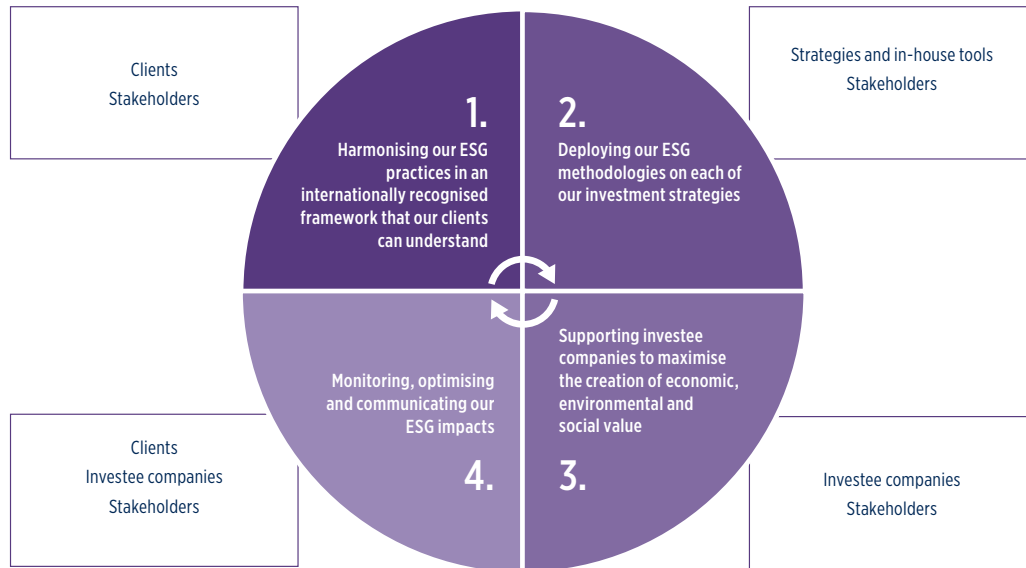 Clients
Stakeholders
Strategies and in-house tools
Stakeholders
1.
Harmonising our ESG
practices in an
internationally recognised
framework that our clients
can understand
2.
Deploying our ESG
methodologies on each of
our investment strategies
Supporting investee
companies to maximise
the creation of economic,
environmental and
social value
3.
Monitoring, optimising
and communicating our
ESG impacts
4.
Clients
Investee companies
Stakeholders
Investee companies
Stakeholders